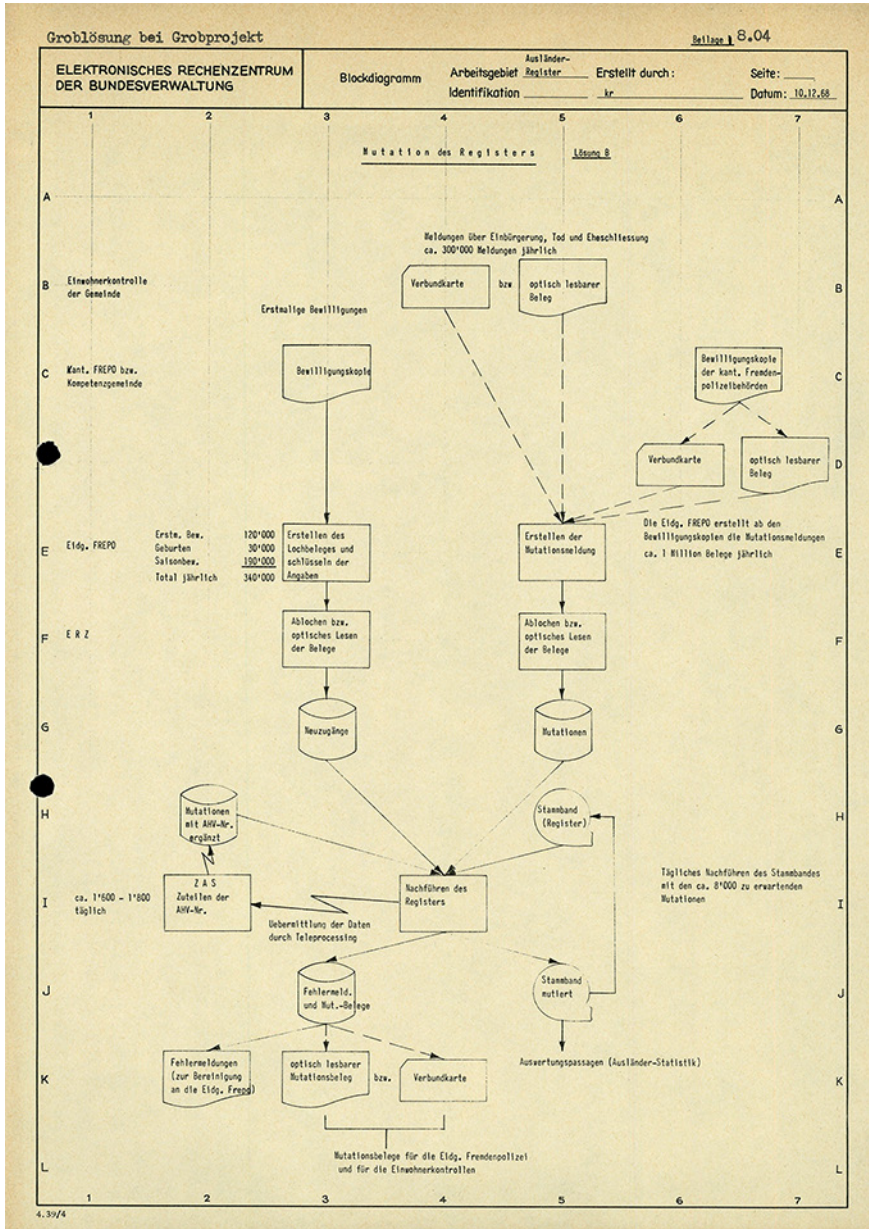 Groblösung bei Grobprojekt
Beilage 8.04
ELEKTRONISCHES RECHENZENTRUM
DER BUNDESVERWALTUNG
Blockdiagramm
Arbeitsgebiet Ausländer-
Register
Identifikation
Erstellt durch:
kr
Seite:
Datum: 10.12.68
1 2 3 4 5 6 7
Mutation des Registers Lösung B
A A
Meldungen über Einbürgerung, Tod und Eheschliessung
ca. 300'000 Meldungen jährlich
B B
Einwohnerkontrolle
der Gemeinde
Verbundkarte
bzw
optisch lesbarer
Beleg
Erstmalige Bewilligungen
C C
Kant. FREPO bzw.
Kompetenzgemeinde
Bewilligungskopie
Bewilligungskopie
der kant. Fremden-
polizeibehörden
D D
Verbundkarte
optisch lesbarer
Beleg
E E
Eidg. FREPO
Erstm. Bew. 120'000
Geburten 30'000
Saisonbew. 190'000
Total jährlich 340'000
Erstellen des
Lochbeleges und
schlüsseln der
Angaben
Erstellen der
Mutationsmeldung
Die Eidg. FREPO erstellt ab den
Bewilligungskopien die Mutationsmeldungen
ca. 1 Million Belege jährlich
F F
E R Z
Ablochen bzw.
optisches Lesen
der Belege
Ablochen bzw.
optisches Lesen
der Belege
G G
Neuzugänge
Mutationen
H H
Mutationen
mit AHV-Nr.
ergänzt
Stammband
(Register)
I I
ca. 1'600 - 1'800
täglich
Z A S
Zuteilen der
AHV-Nr.
Nachführen des
Registers
Tägliches Nachführen des Stammbandes
mit den ca. 8'000 zu erwartenden
Mutationen
Uebermittlung der Daten
durch Teleprocessing
J J
Fehlermeld.
und Mut.-Belege
Stammband
mutiert
K K
Fehlermeldungen
(zur Bereinigung
an die Eidg. Frepo)
optisch lesbarer
Mutationsbeleg
bzw.
Verbundkarte
Auswertungspassagen (Ausländer-Statistik)
Mutationsbelege für die Eidg. Fremdenpolizei
und für die Einwohnerkontrollen
L L
1 2 3 4 5 6 7
4.39/4